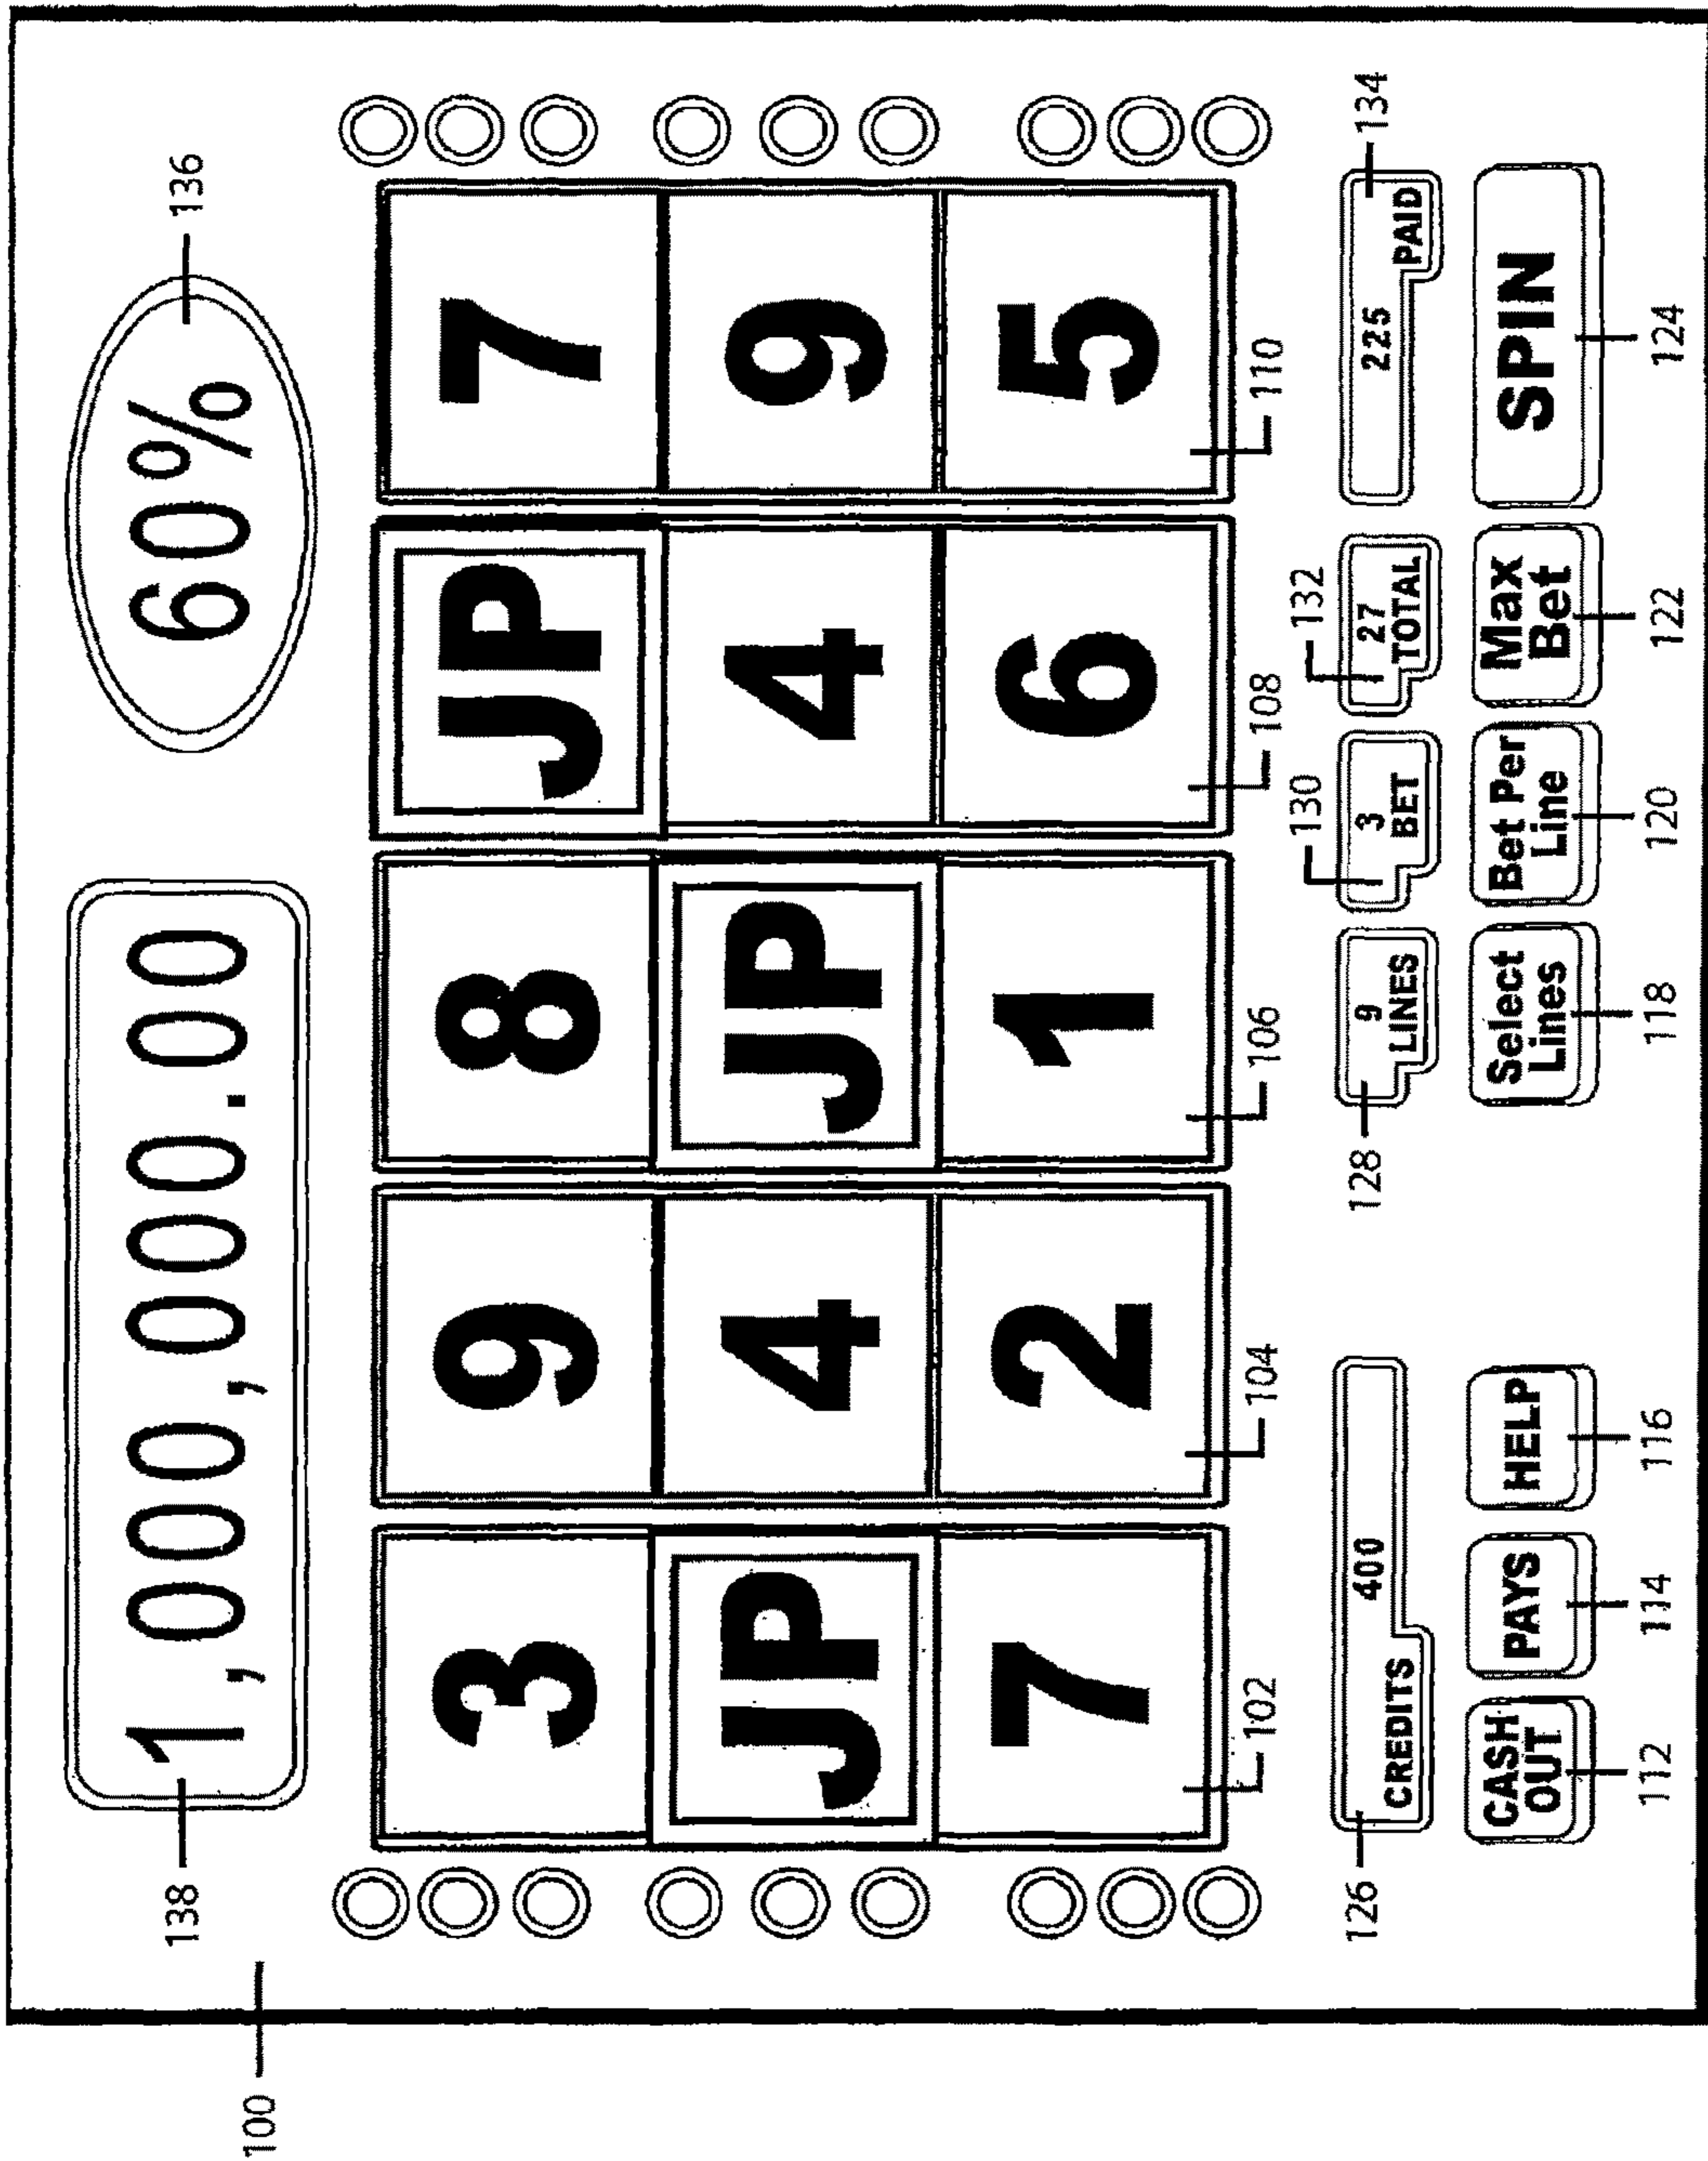 138
1,000,000.00
60%
136
100
3 9 8 JP 7
JP 4 JP 4 9
7 2 1 6 5
102 104 106 108 110
130 132
126 400 128 9 3 27 225 134
CREDITS LINES BET TOTAL PAID
CASH
OUT
PAYS
HELP
Select
Lines
Bet Per
Line
Max
Bet
SPIN
112 114 116 118 120 122 124